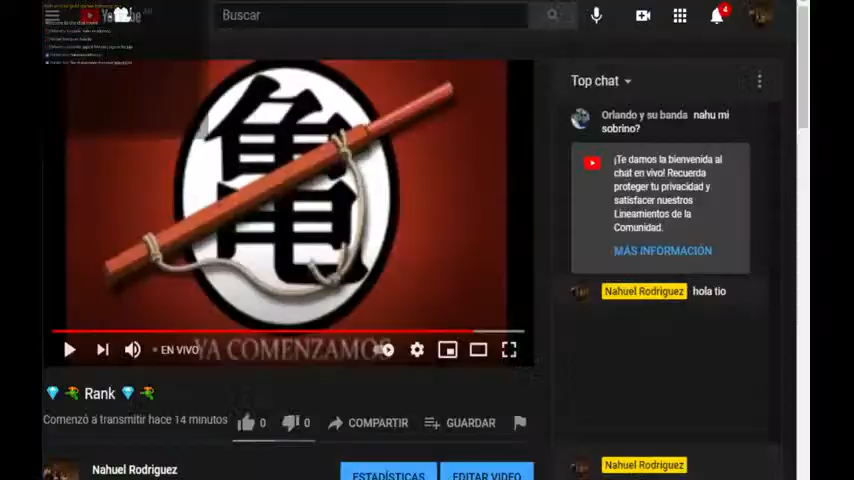 Buscar
4
Top chat
Orlando y su banda nahu mi
sobrino?
¡Te damos la bienvenida al
chat en vivo! Recuerda
proteger tu privacidad y
satisfacer nuestros
Lineamientos de la
Comunidad.
MÁS INFORMACIÓN
Nahuel Rodriguez hola tio
亀
EN VIVO
YA COMENZAMOS
Rank
Comenzó a transmitir hace 14 minutos
0
0
COMPARTIR
GUARDAR
Nahuel Rodriguez
Nahuel Rodriguez
ESTADÍSTICAS
EDITAR VIDEO